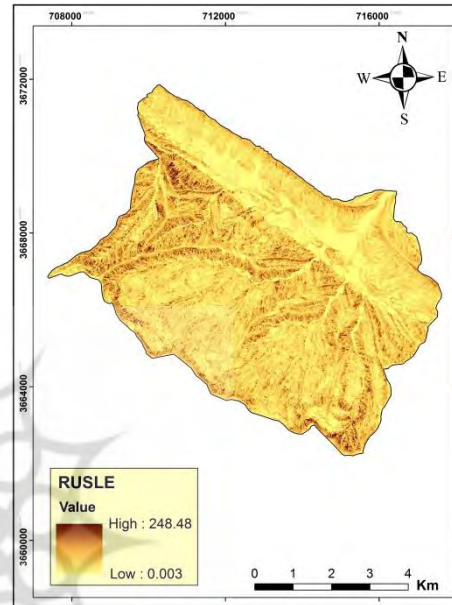 708000 712000 716000
N
W E
S
3672000
3668000
3664000
3660000
RUSLE
Value
High : 248.48
Low : 0.003
0 1 2 3 4
Km